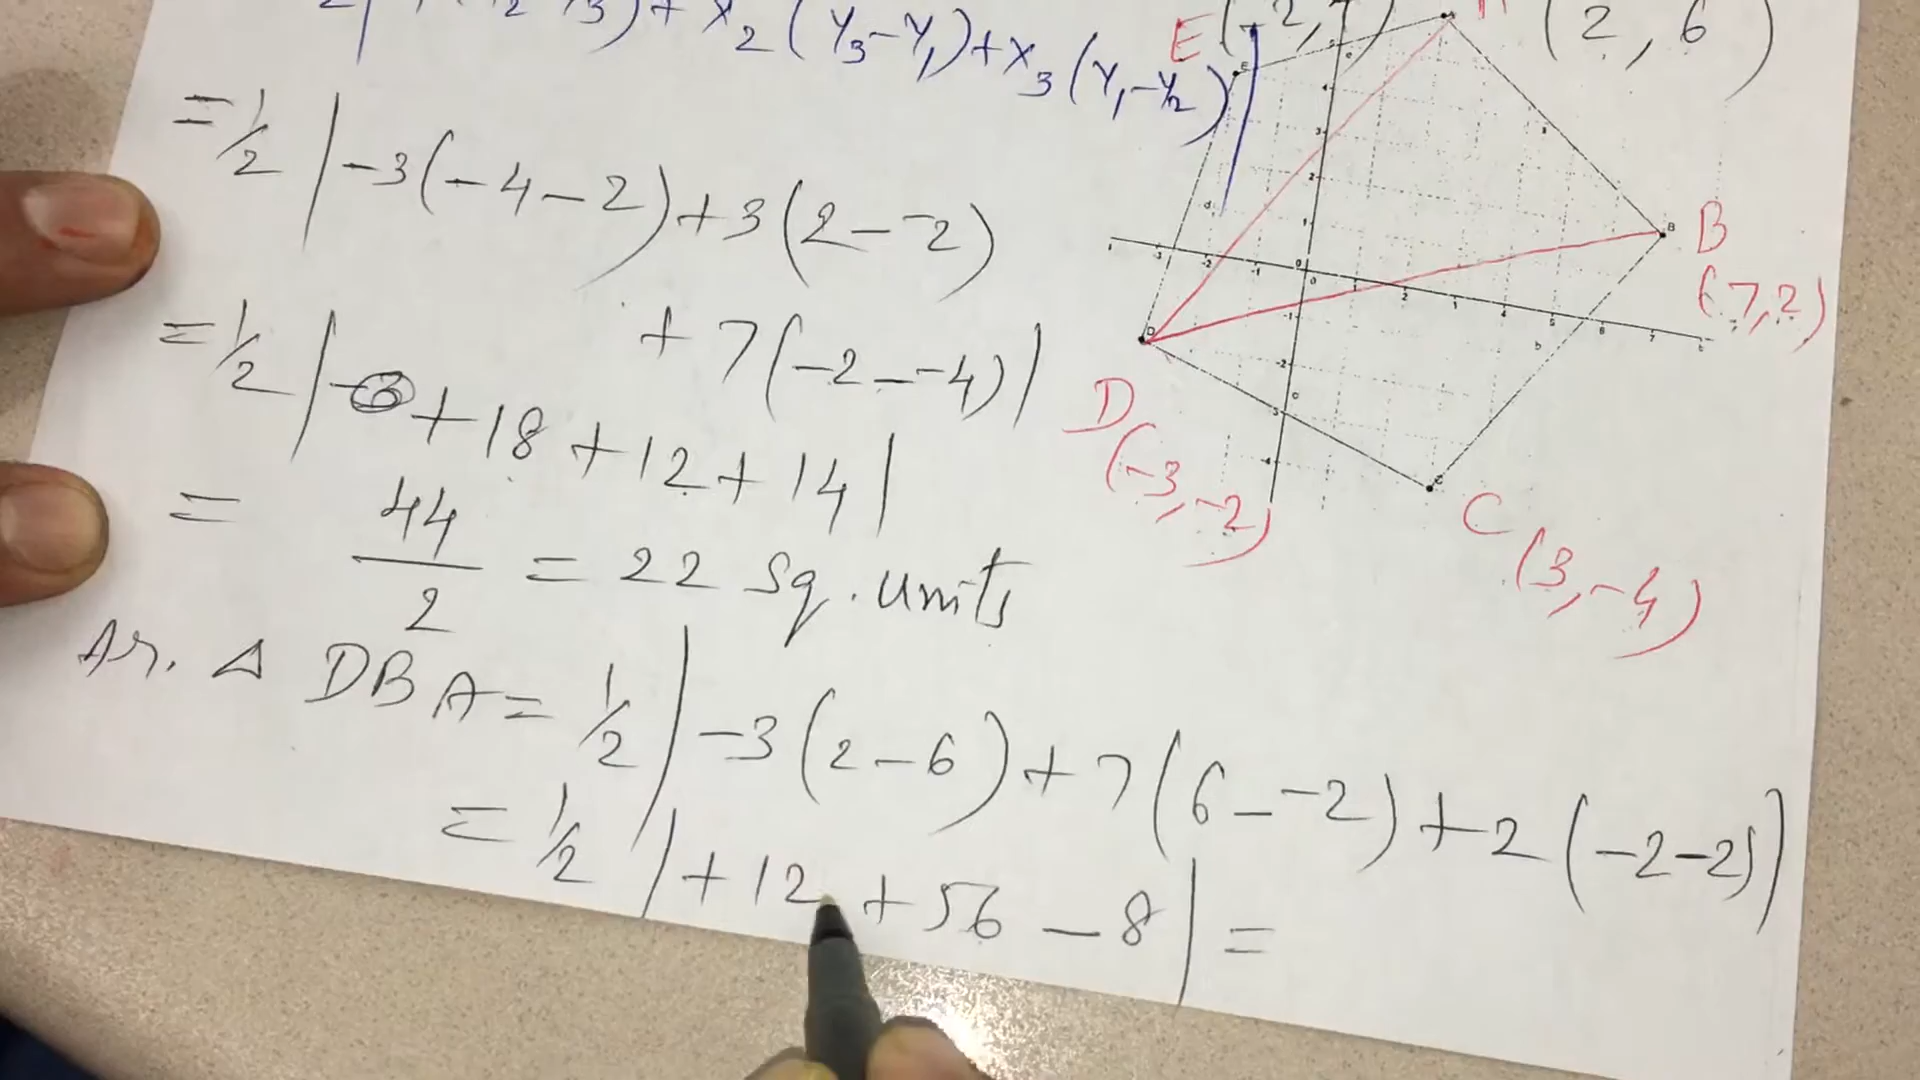 + x₂(y₃-y₁)+x₃(y₁-y₂)
=1/2|-3(-4-2)+3(2--2)
+7(-2--4)|
=1/2| +18+12+14|
= 44/2 = 22 sq. units
Ar. △ DBA=1/2|-3(2-6)+7(6--2)+2(-2-2)|
=1/2|+12+56-8|=
E
(2,6)
B
(7,2)
D
(-3,-2)
C
(3,-4)